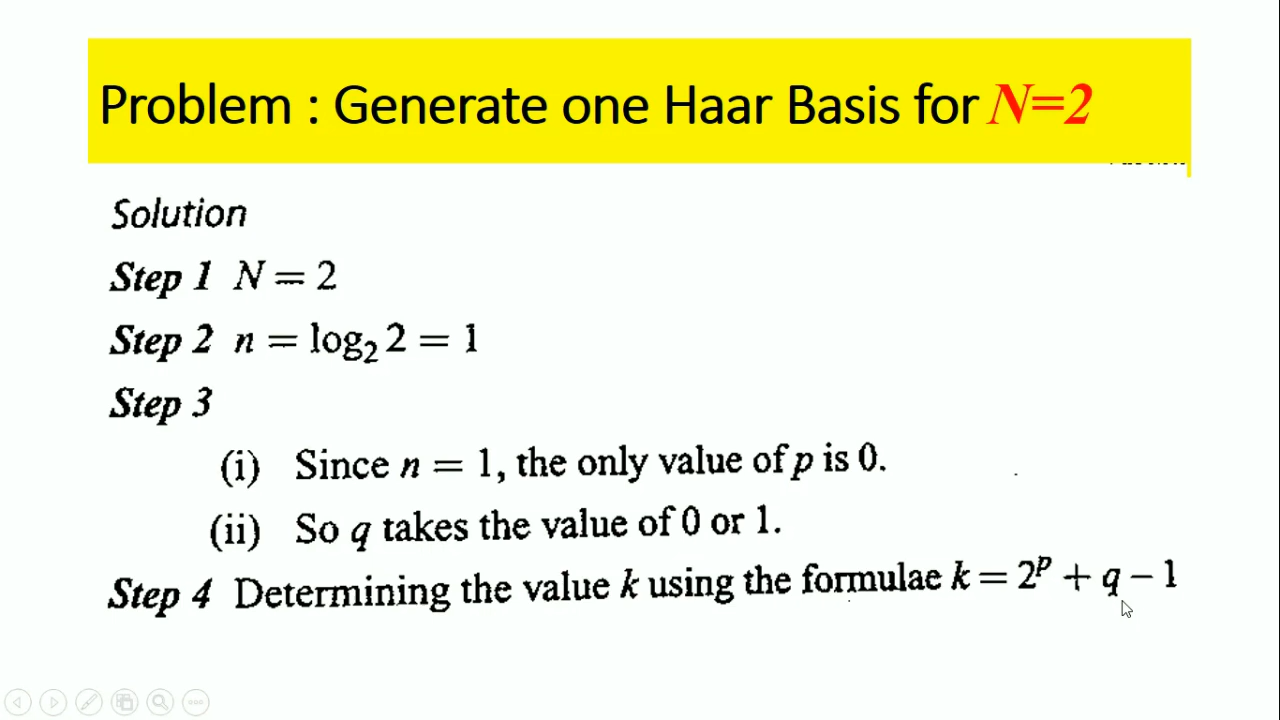 Problem : Generate one Haar Basis for N=2
Solution
Step 1 N = 2
Step 2 n = log₂ 2 = 1
Step 3
(i) Since n = 1, the only value of p is 0.
(ii) So q takes the value of 0 or 1.
Step 4 Determining the value k using the formulae k = 2ᵖ + q − 1